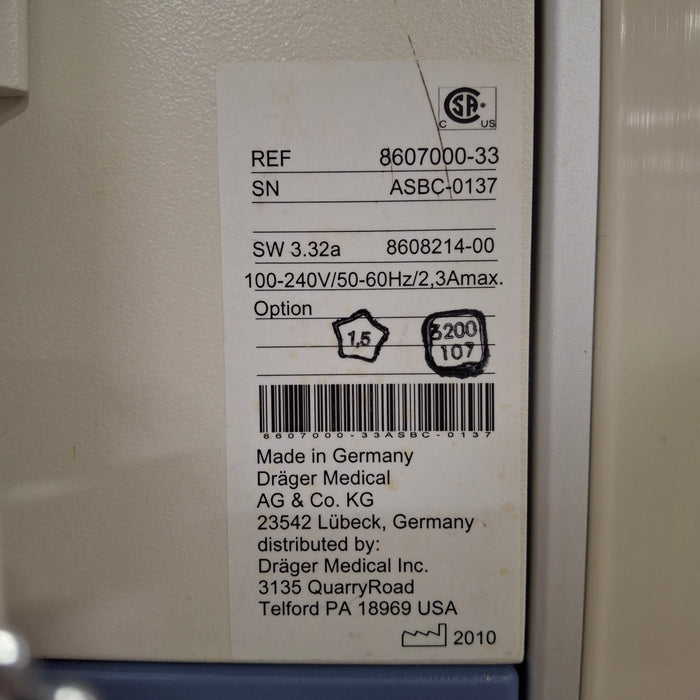 CSA
C US
REF 8607000-33
SN ASBC-0137
SW 3.32a 8608214-00
100-240V/50-60Hz/2,3Amax.
Option
1,5
107
8607000-33ASBC-0137
Made in Germany
Dräger Medical
AG & Co. KG
23542 Lübeck, Germany
distributed by:
Dräger Medical Inc.
3135 QuarryRoad
Telford PA 18969 USA
2010